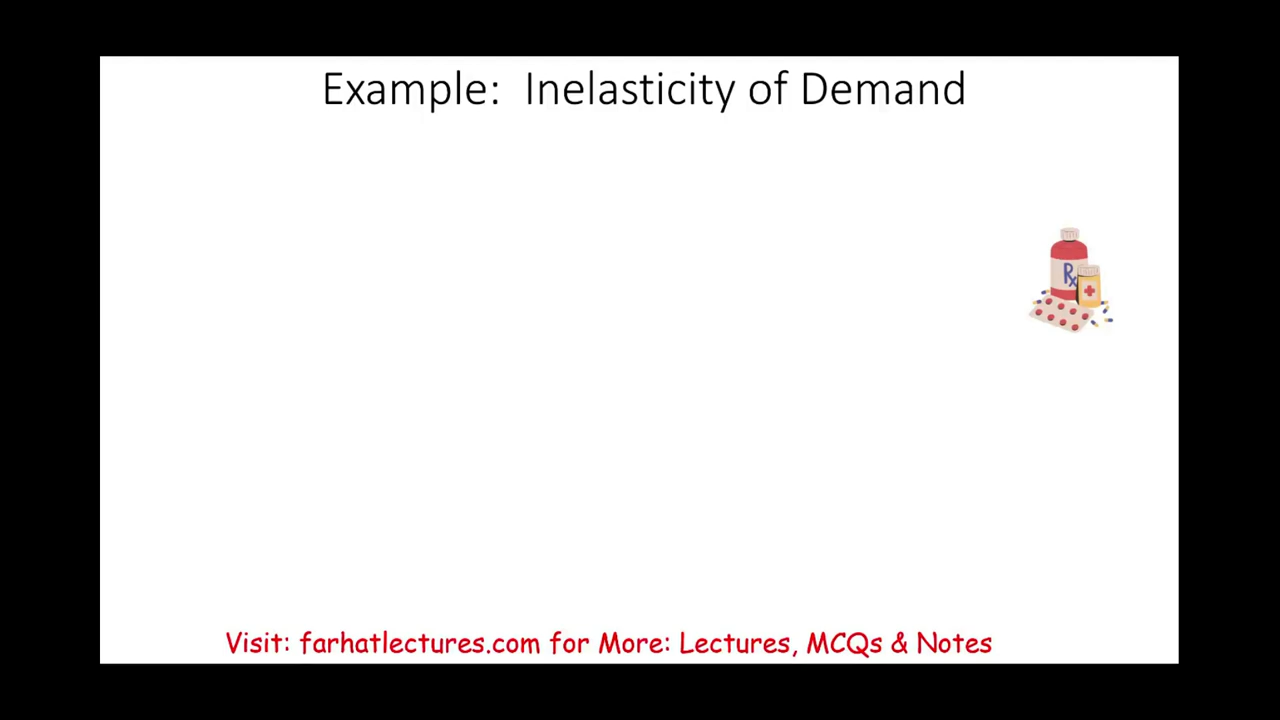 Example: Inelasticity of Demand
Rx
Visit: farhatlectures.com for More: Lectures, MCQs & Notes